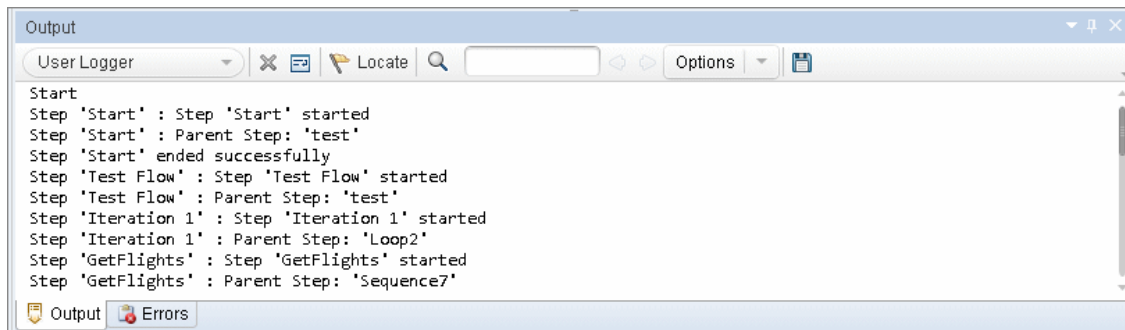 Output
User Logger Locate Options
Start
Step 'Start' : Step 'Start' started
Step 'Start' : Parent Step: 'test'
Step 'Start' ended successfully
Step 'Test Flow' : Step 'Test Flow' started
Step 'Test Flow' : Parent Step: 'test'
Step 'Iteration 1' : Step 'Iteration 1' started
Step 'Iteration 1' : Parent Step: 'Loop2'
Step 'GetFlights' : Step 'GetFlights' started
Step 'GetFlights' : Parent Step: 'Sequence7'
Output Errors